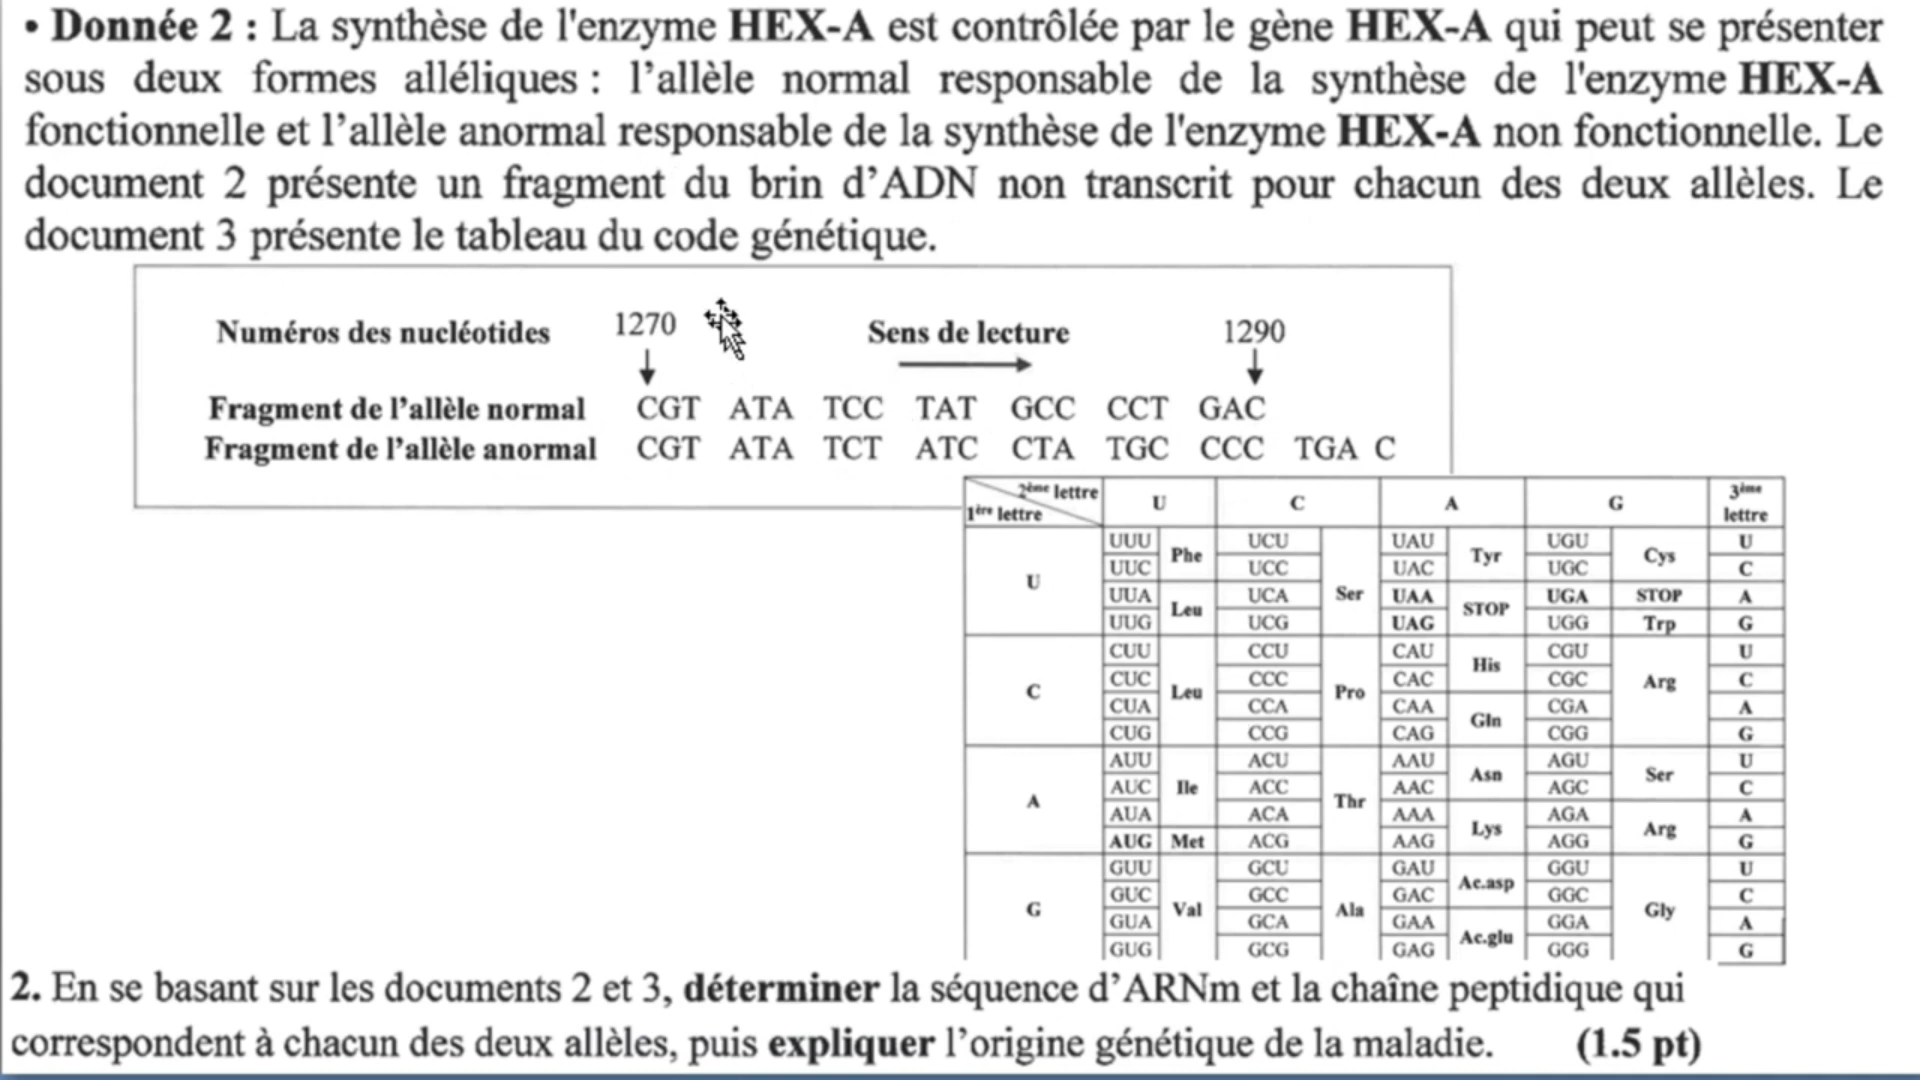 • Donnée 2 : La synthèse de l'enzyme HEX-A est contrôlée par le gène HEX-A qui peut se présenter
sous deux formes alléliques : l'allèle normal responsable de la synthèse de l'enzyme HEX-A
fonctionnelle et l'allèle anormal responsable de la synthèse de l'enzyme HEX-A non fonctionnelle. Le
document 2 présente un fragment du brin d'ADN non transcrit pour chacun des deux allèles. Le
document 3 présente le tableau du code génétique.
Numéros des nucléotides 1270 Sens de lecture 1290
Fragment de l'allèle normal CGT ATA TCC TAT GCC CCT GAC
Fragment de l'allèle anormal CGT ATA TCT ATC CTA TGC CCC TGA C
2ème lettre U C A G 3ème
1ère lettre lettre
U UUU Phe UCU Ser UAU Tyr UGU Cys U
UUC UCC UAC UGC C
UUA Leu UCA UAA STOP UGA STOP A
UUG UCG UAG UGG Trp G
C CUU Leu CCU Pro CAU His CGU Arg U
CUC CCC CAC CGC C
CUA CCA CAA Gln CGA A
CUG CCG CAG CGG G
A AUU Ile ACU Thr AAU Asn AGU Ser U
AUC ACC AAC AGC C
AUA ACA AAA Lys AGA Arg A
AUG Met ACG AAG AGG G
G GUU Val GCU Ala GAU Ac.asp GGU Gly U
GUC GCC GAC GGC C
GUA GCA GAA Ac.glu GGA A
GUG GCG GAG GGG G
2. En se basant sur les documents 2 et 3, déterminer la séquence d'ARNm et la chaîne peptidique qui
correspondent à chacun des deux allèles, puis expliquer l'origine génétique de la maladie. (1.5 pt)